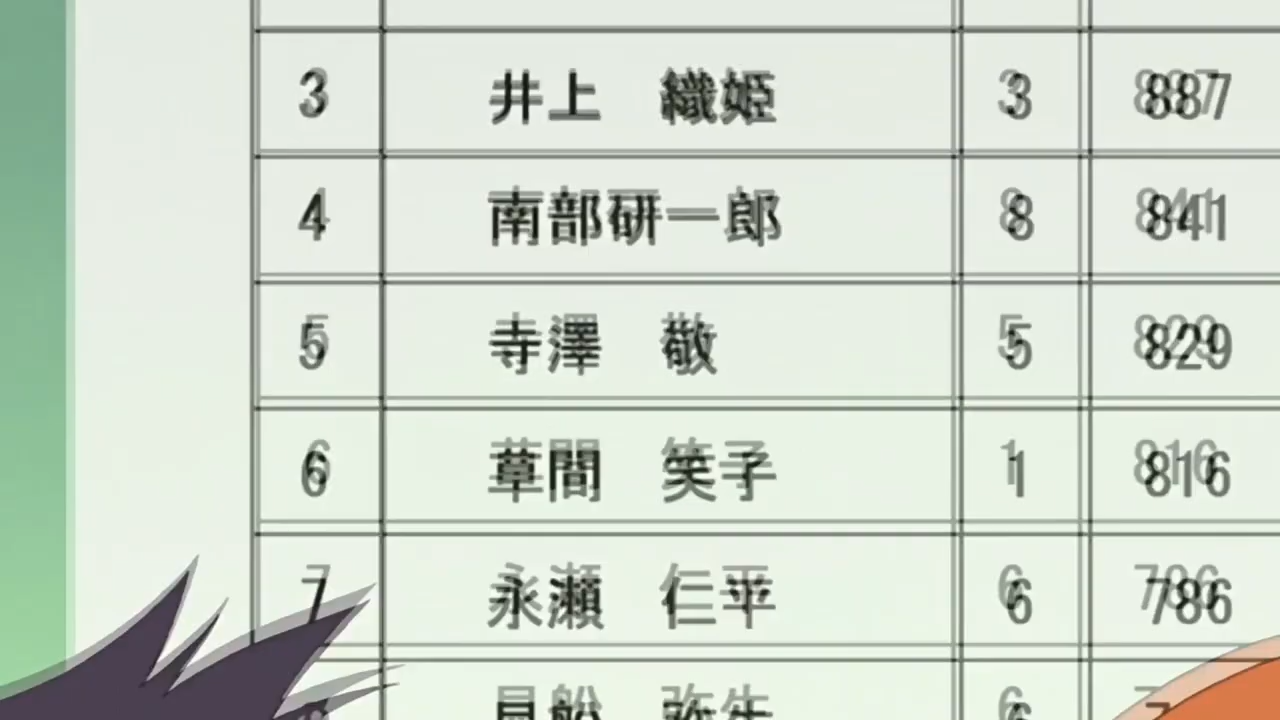 3 井上 織姫 3 887
4 南部研一郎 8 841
5 寺澤 敬 5 829
6 草間 笑子 1 816
7 永瀬 仁平 6 786